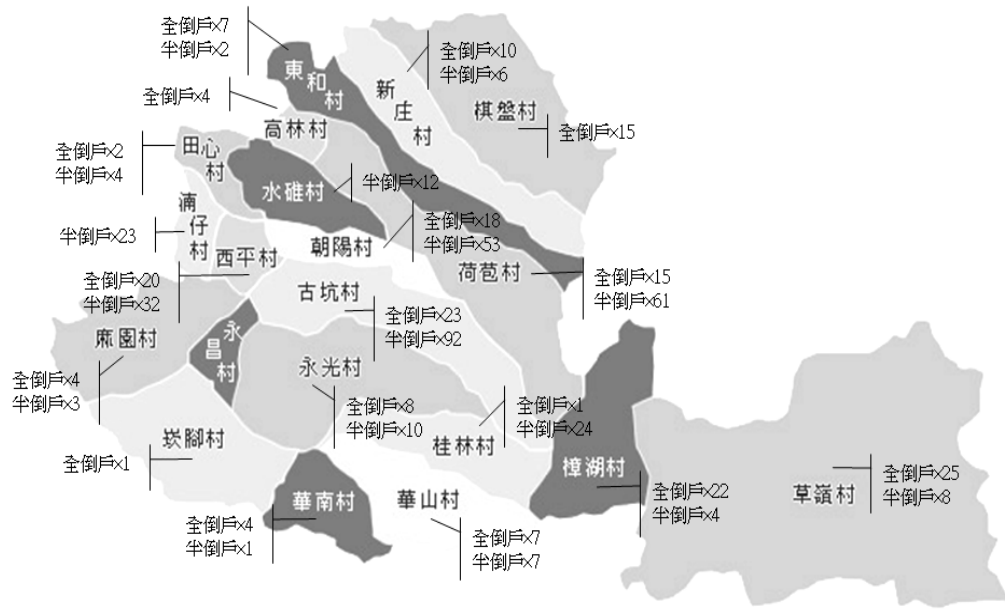 全倒戶×7
半倒戶×2
東和村
全倒戶×10
半倒戶×6
新庄村
棋盤村
全倒戶×15
全倒戶×4
高林村
全倒戶×2
半倒戶×4
田心村
水碓村
半倒戶×12
湳仔村
半倒戶×23
西平村
全倒戶×20
半倒戶×32
朝陽村
全倒戶×18
半倒戶×53
荷苞村
全倒戶×15
半倒戶×61
古坑村
全倒戶×23
半倒戶×92
麻園村
全倒戶×4
半倒戶×3
永昌村
永光村
全倒戶×8
半倒戶×10
桂林村
全倒戶×1
半倒戶×24
崁腳村
全倒戶×1
華南村
全倒戶×4
半倒戶×1
華山村
全倒戶×7
半倒戶×7
樟湖村
全倒戶×22
半倒戶×4
草嶺村
全倒戶×25
半倒戶×8